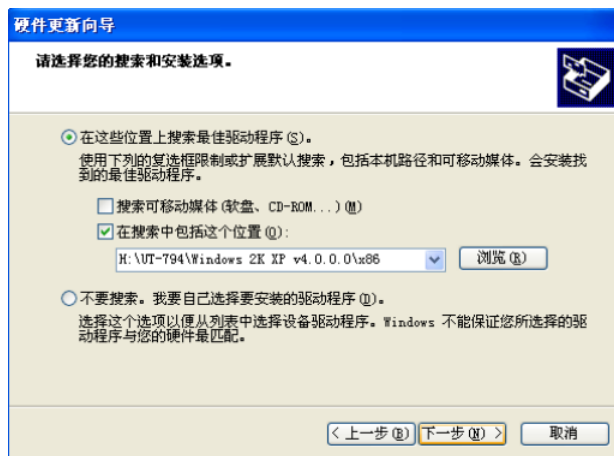 硬件更新向导
请选择您的搜索和安装选项。
在这些位置上搜索最佳驱动程序(S)。
使用下列的复选框限制或扩展默认搜索，包括本机路径和可移动媒体。会安装找
到的最佳驱动程序。
搜索可移动媒体(软盘、CD-ROM...)(M)
在搜索中包括这个位置(O):
H:\UT-794\Windows 2K XP v4.0.0.0\x86
浏览(R)
不要搜索。我要自己选择要安装的驱动程序(D)。
选择这个选项以便从列表中选择设备驱动程序。Windows 不能保证您所选择的驱
动程序与您的硬件最匹配。
< 上一步(B)
下一步(N) >
取消